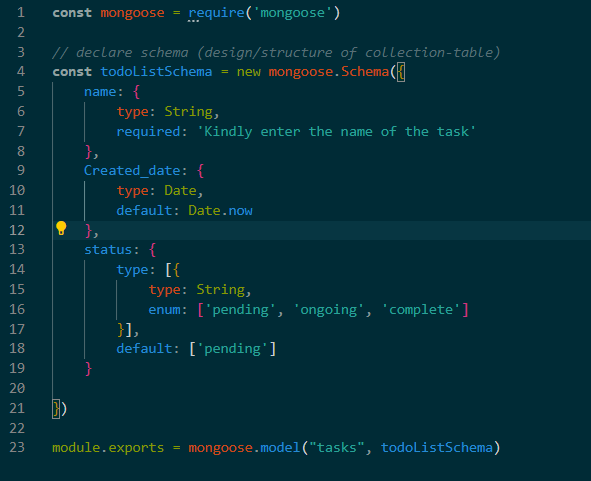 1 const mongoose = require('mongoose')
2
3 // declare schema (design/structure of collection-table)
4 const todoListSchema = new mongoose.Schema({
5     name: {
6         type: String,
7         required: 'Kindly enter the name of the task'
8     },
9     Created_date: {
10         type: Date,
11         default: Date.now
12     },
13     status: {
14         type: [{
15             type: String,
16             enum: ['pending', 'ongoing', 'complete']
17         }],
18         default: ['pending']
19     }
20
21 })
22
23 module.exports = mongoose.model("tasks", todoListSchema)